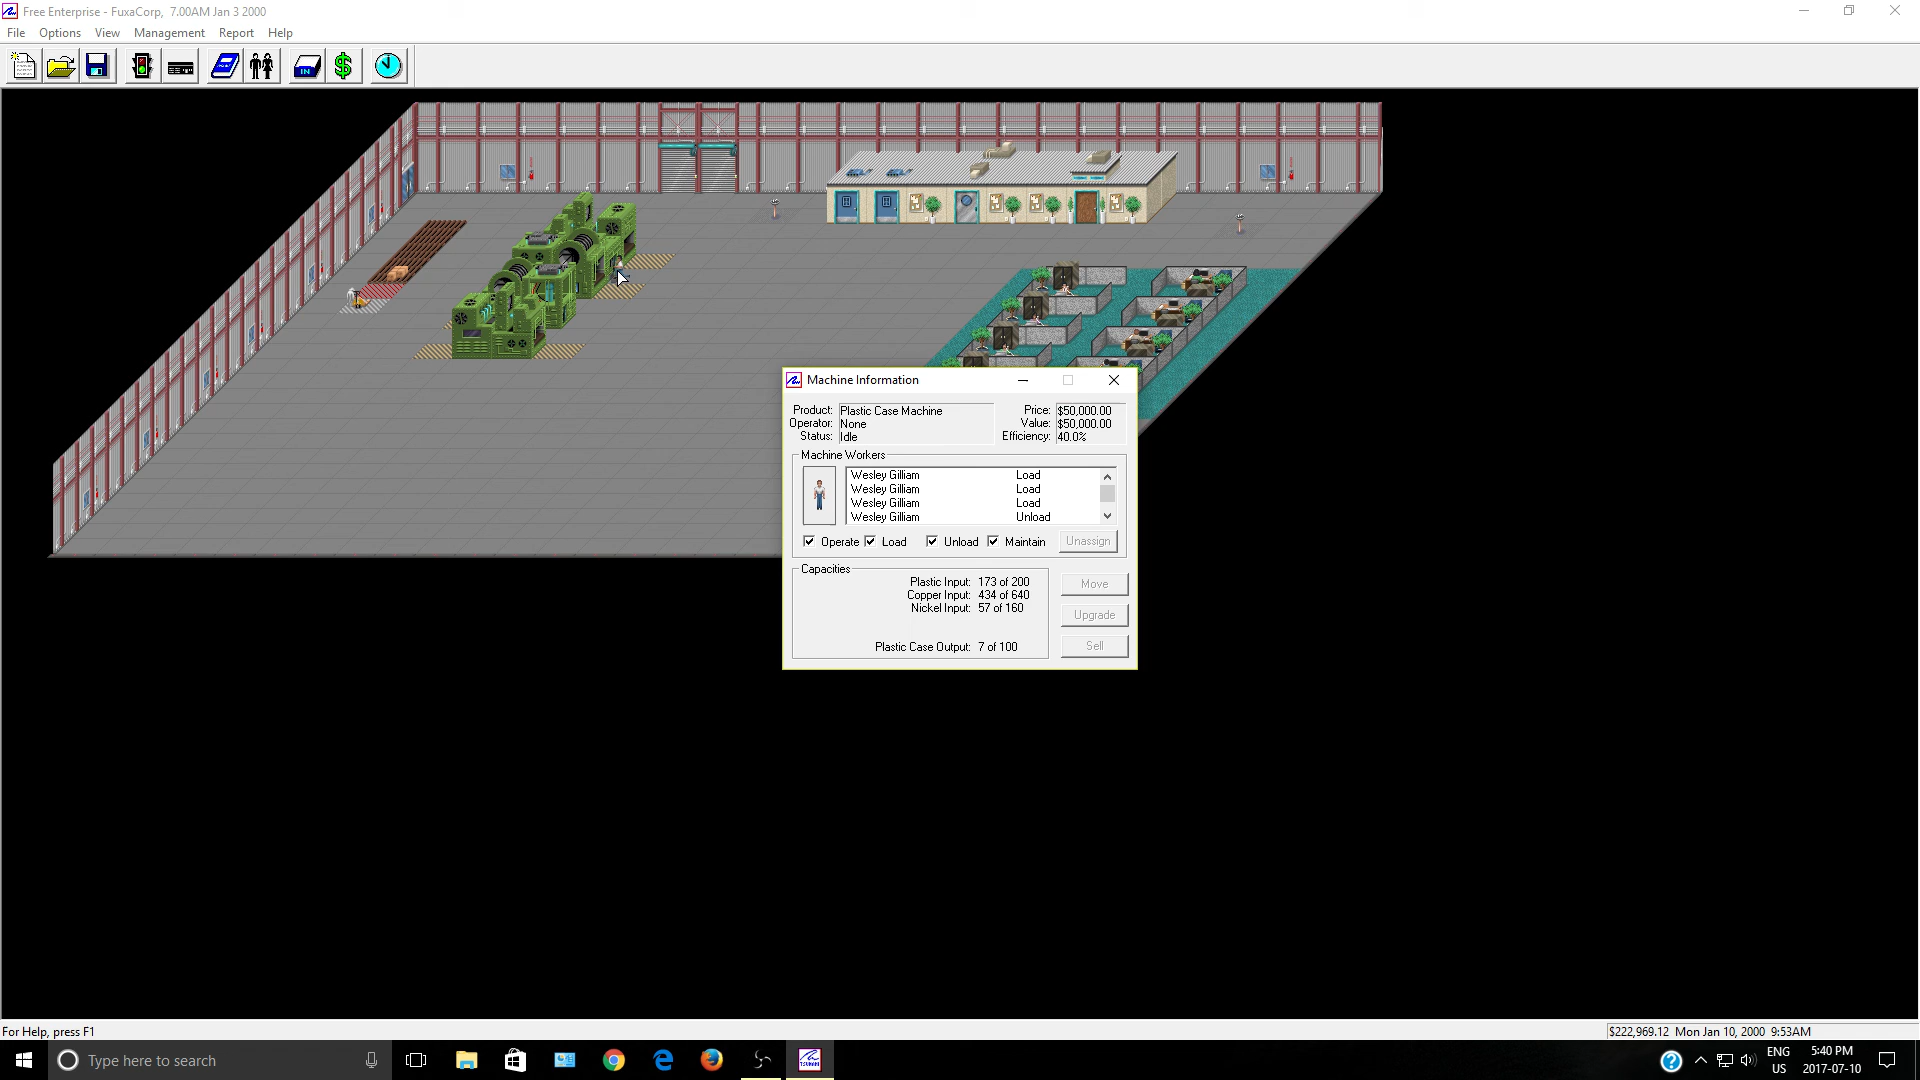 Free Enterprise - FuxaCorp,  7.00AM Jan 3 2000
File Options View Management Report Help
IN
Machine Information
Product: Plastic Case Machine Price: $50,000.00
Operator: None Value: $50,000.00
Status: Idle Efficiency: 40.0%
Machine Workers
Wesley Gilliam Load
Wesley Gilliam Load
Wesley Gilliam Load
Wesley Gilliam Unload
Operate Load Unload Maintain Unassign
Capacities
Plastic Input: 173 of 200
Copper Input: 434 of 640
Nickel Input: 57 of 160
Plastic Case Output: 7 of 100
Move
Upgrade
Sell
For Help, press F1
$222,969.12 Mon Jan 10, 2000 9:53AM
Type here to search
TSUNAMI
ENG
US
5:40 PM
2017-07-10